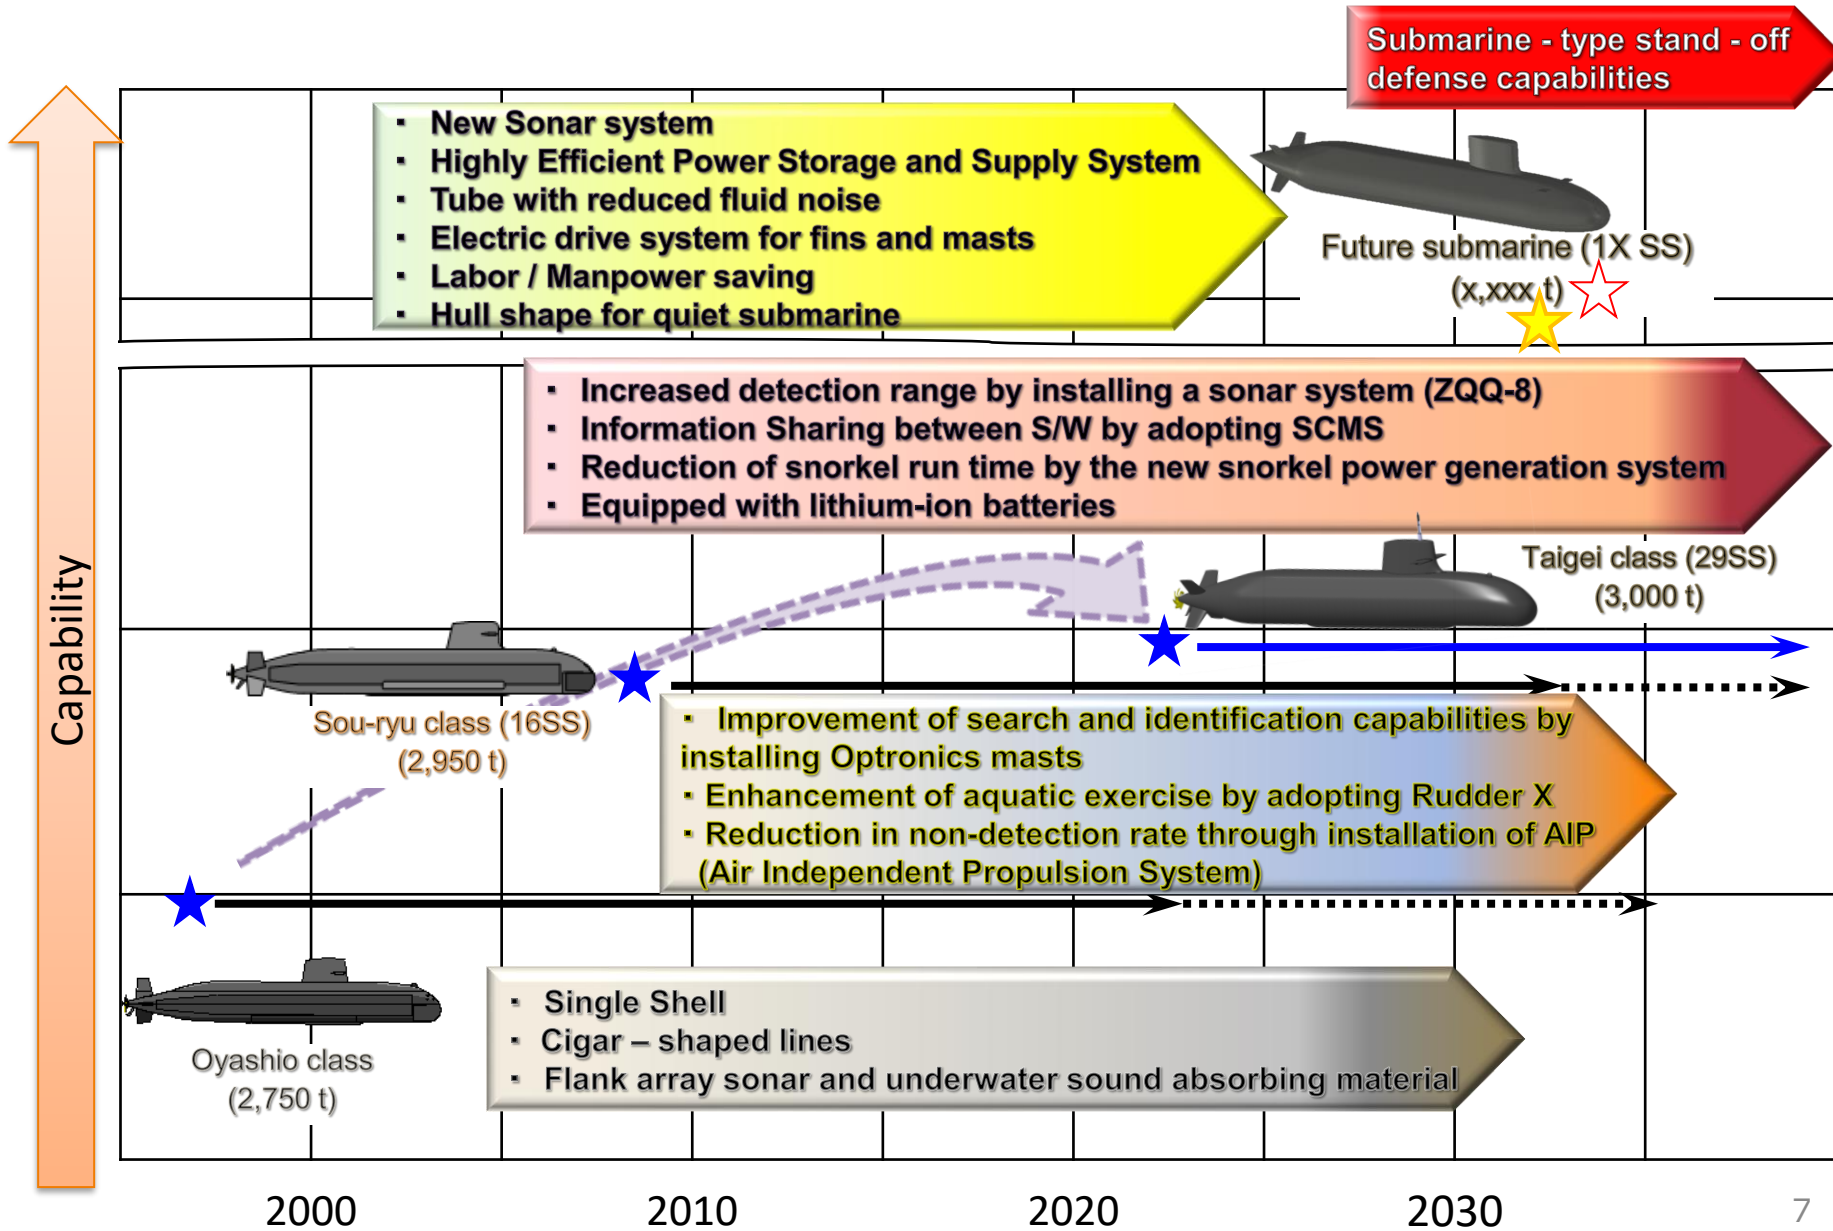 Submarine - type stand - off
defense capabilities
· New Sonar system
· Highly Efficient Power Storage and Supply System
· Tube with reduced fluid noise
· Electric drive system for fins and masts
· Labor / Manpower saving
· Hull shape for quiet submarine
Future submarine (1X SS)
(x,xxx t)
· Increased detection range by installing a sonar system (ZQQ-8)
· Information Sharing between S/W by adopting SCMS
· Reduction of snorkel run time by the new snorkel power generation system
· Equipped with lithium-ion batteries
Taigei class (29SS)
(3,000 t)
Capability
Sou-ryu class (16SS)
(2,950 t)
· Improvement of search and identification capabilities by
installing Optronics masts
· Enhancement of aquatic exercise by adopting Rudder X
· Reduction in non-detection rate through installation of AIP
(Air Independent Propulsion System)
Oyashio class
(2,750 t)
· Single Shell
· Cigar – shaped lines
· Flank array sonar and underwater sound absorbing material
2000 2010 2020 2030
7